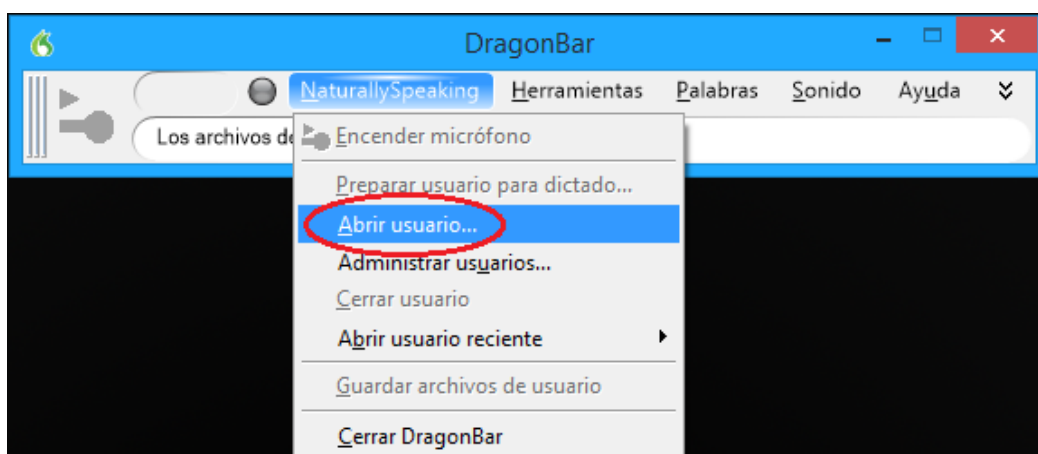 DragonBar
NaturallySpeaking Herramientas Palabras Sonido Ayuda
Los archivos de
Encender micrófono
Preparar usuario para dictado...
Abrir usuario...
Administrar usuarios...
Cerrar usuario
Abrir usuario reciente
Guardar archivos de usuario
Cerrar DragonBar